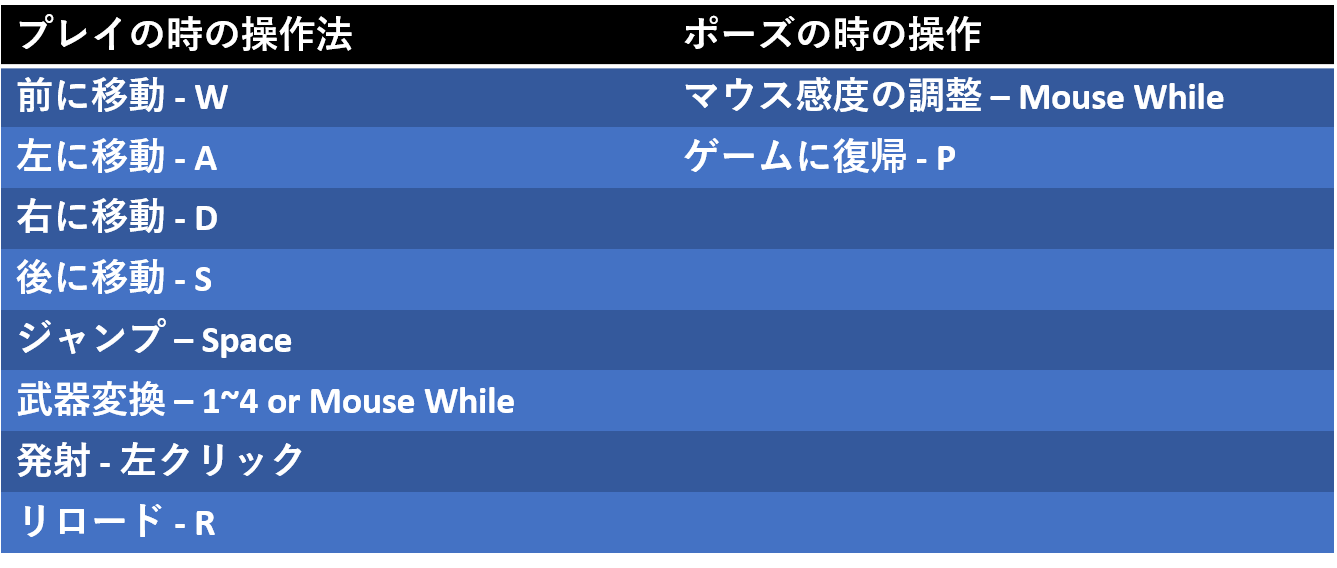 プレイの時の操作法
ポーズの時の操作
前に移動 - W
マウス感度の調整 – Mouse While
左に移動 - A
ゲームに復帰 - P
右に移動 - D
後に移動 - S
ジャンプ – Space
武器変換 – 1~4 or Mouse While
発射 - 左クリック
リロード - R